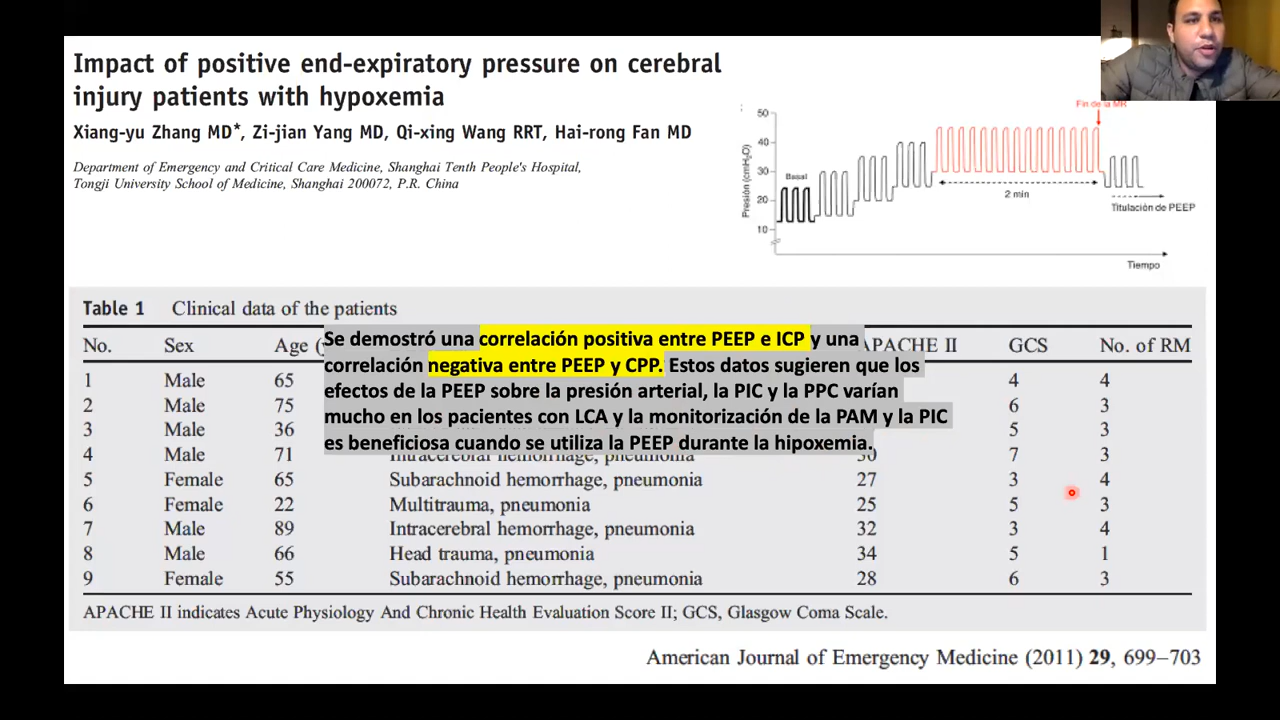 Impact of positive end-expiratory pressure on cerebral
injury patients with hypoxemia
Xiang-yu Zhang MD*, Zi-jian Yang MD, Qi-xing Wang RRT, Hai-rong Fan MD
Department of Emergency and Critical Care Medicine, Shanghai Tenth People's Hospital,
Tongji University School of Medicine, Shanghai 200072, P.R. China
Fin de la MR
50
40
30
20
10
Presión (cmH2O)
Basal
2 min
Titulación de PEEP
Tiempo
Table 1 Clinical data of the patients
No. Sex Age (y APACHE II GCS No. of RM
Se demostró una correlación positiva entre PEEP e ICP y una
correlación negativa entre PEEP y CPP. Estos datos sugieren que los
efectos de la PEEP sobre la presión arterial, la PIC y la PPC varían
mucho en los pacientes con LCA y la monitorización de la PAM y la PIC
es beneficiosa cuando se utiliza la PEEP durante la hipoxemia.
1 Male 65 4 4
2 Male 75 6 3
3 Male 36 5 3
4 Male 71 Intracerebral hemorrhage, pneumonia 30 7 3
5 Female 65 Subarachnoid hemorrhage, pneumonia 27 3 4
6 Female 22 Multitrauma, pneumonia 25 5 3
7 Male 89 Intracerebral hemorrhage, pneumonia 32 3 4
8 Male 66 Head trauma, pneumonia 34 5 1
9 Female 55 Subarachnoid hemorrhage, pneumonia 28 6 3
APACHE II indicates Acute Physiology And Chronic Health Evaluation Score II; GCS, Glasgow Coma Scale.
American Journal of Emergency Medicine (2011) 29, 699–703